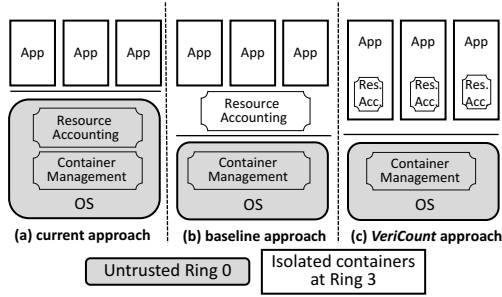 App App App
Resource
Accounting
Container
Management
OS
(a) current approach
App App App
Resource
Accounting
Container
Management
OS
(b) baseline approach
App App App
Res. Res. Res.
Acc. Acc. Acc.
Container
Management
OS
(c) VeriCount approach
Untrusted Ring 0
Isolated containers
at Ring 3